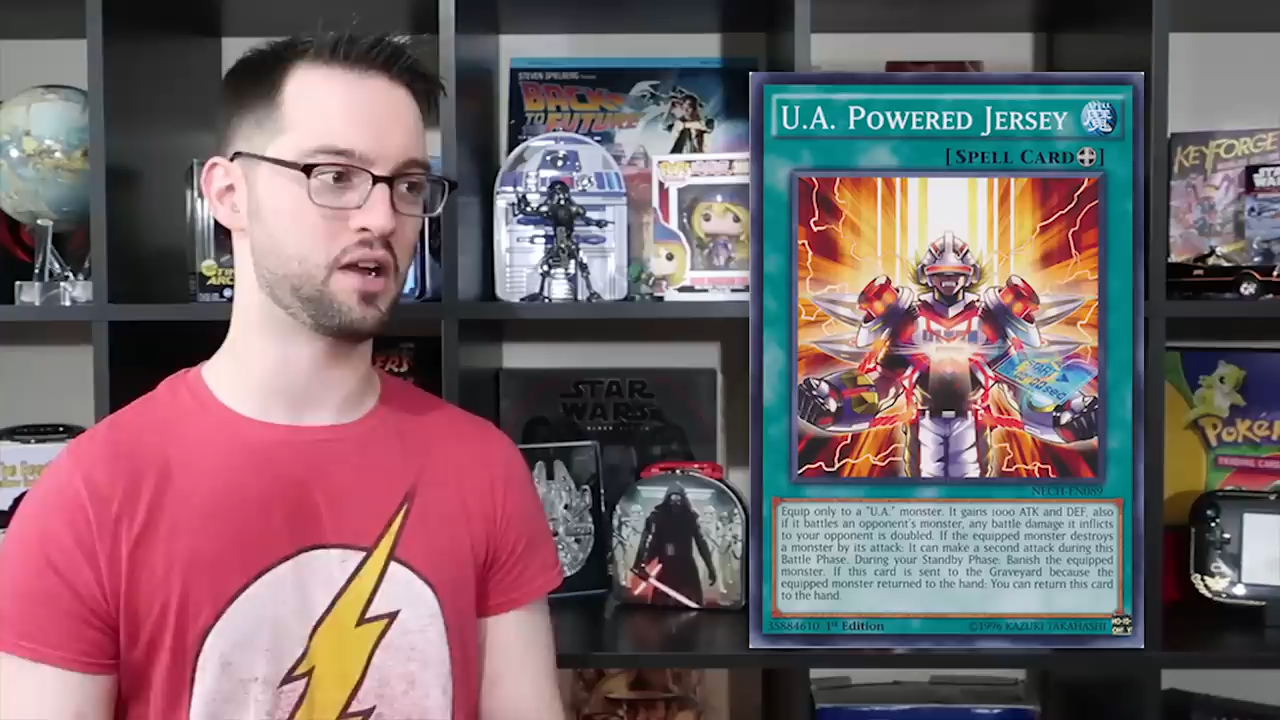 STEVEN SPIELBERG
BACK
TO FUTURE
U.A. POWERED JERSEY
[SPELL CARD]
KEYFORGE
STAR
WARS
STAR
WARS
POKéMON
Equip only to a "U.A." monster. It gains 1000 ATK and DEF, also
if it battles an opponent's monster, any battle damage it inflicts
to your opponent is doubled. If the equipped monster destroys
a monster by its attack: It can make a second attack during this
Battle Phase. During your Standby Phase: Banish the equipped
monster. If this card is sent to the Graveyard because the
equipped monster returned to the hand: You can return this card
to the hand.
NECH-EN089
35884610 1st Edition ©1996 KAZUKI TAKAHASHI